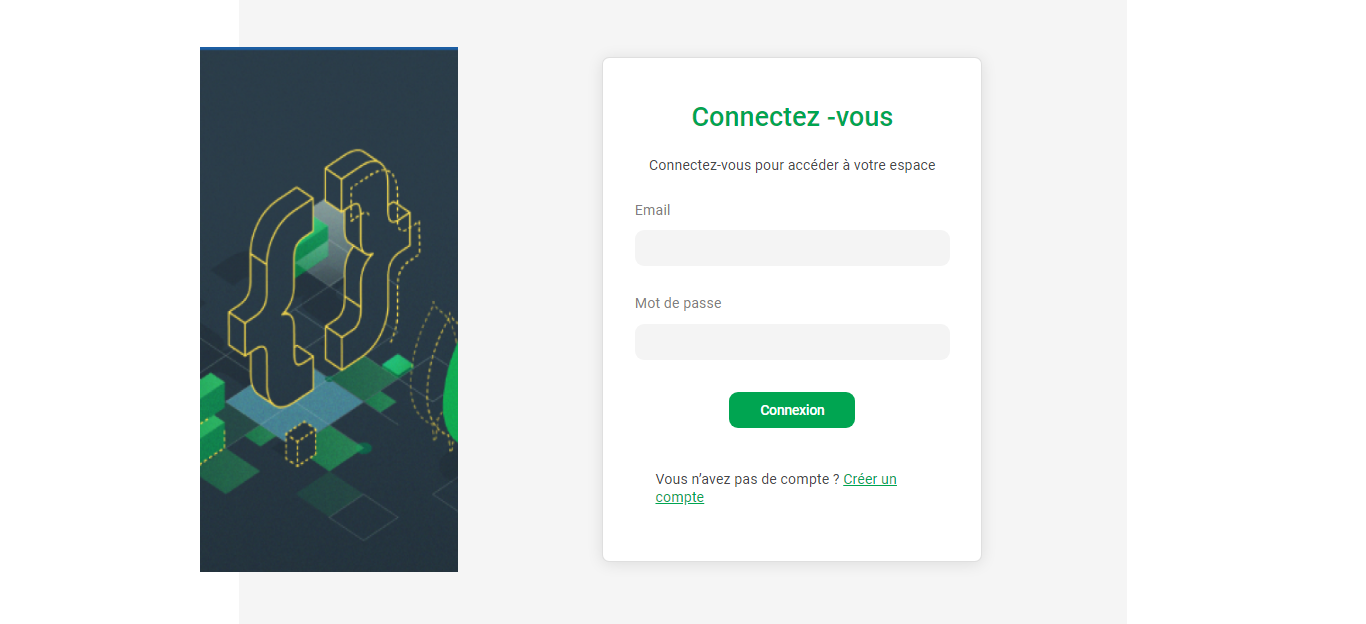 Connectez -vous
Connectez-vous pour accéder à votre espace
Email
Mot de passe
Connexion
Vous n’avez pas de compte ? Créer un
compte